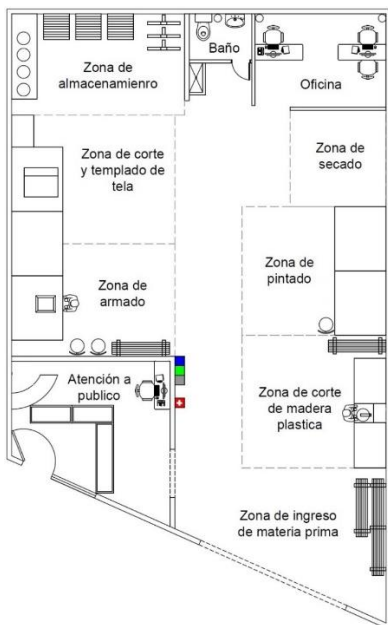 Zona de
almacenamienro
Baño
Oficina
Zona de corte
y templado de
tela
Zona de
secado
Zona de
armado
Zona de
pintado
Atención a
publico
Zona de corte
de madera
plastica
Zona de ingreso
de materia prima